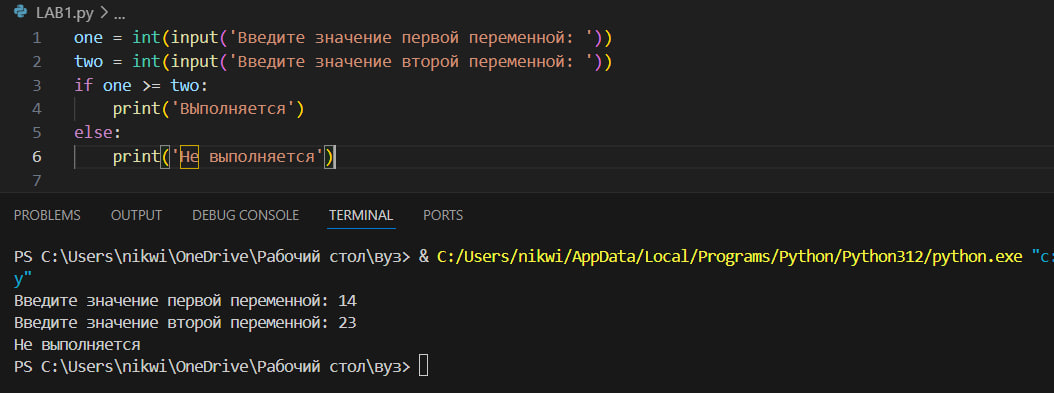 LAB1.py > ...
1 one = int(input('Введите значение первой переменной: '))
2 two = int(input('Введите значение второй переменной: '))
3 if one >= two:
4 print('ВЫполняется')
5 else:
6 print('Не выполняется')
7
PROBLEMS OUTPUT DEBUG CONSOLE TERMINAL PORTS
PS C:\Users\nikwi\OneDrive\Рабочий стол\вуз> & C:/Users/nikwi/AppData/Local/Programs/Python/Python312/python.exe "c:
y"
Введите значение первой переменной: 14
Введите значение второй переменной: 23
Не выполняется
PS C:\Users\nikwi\OneDrive\Рабочий стол\вуз>